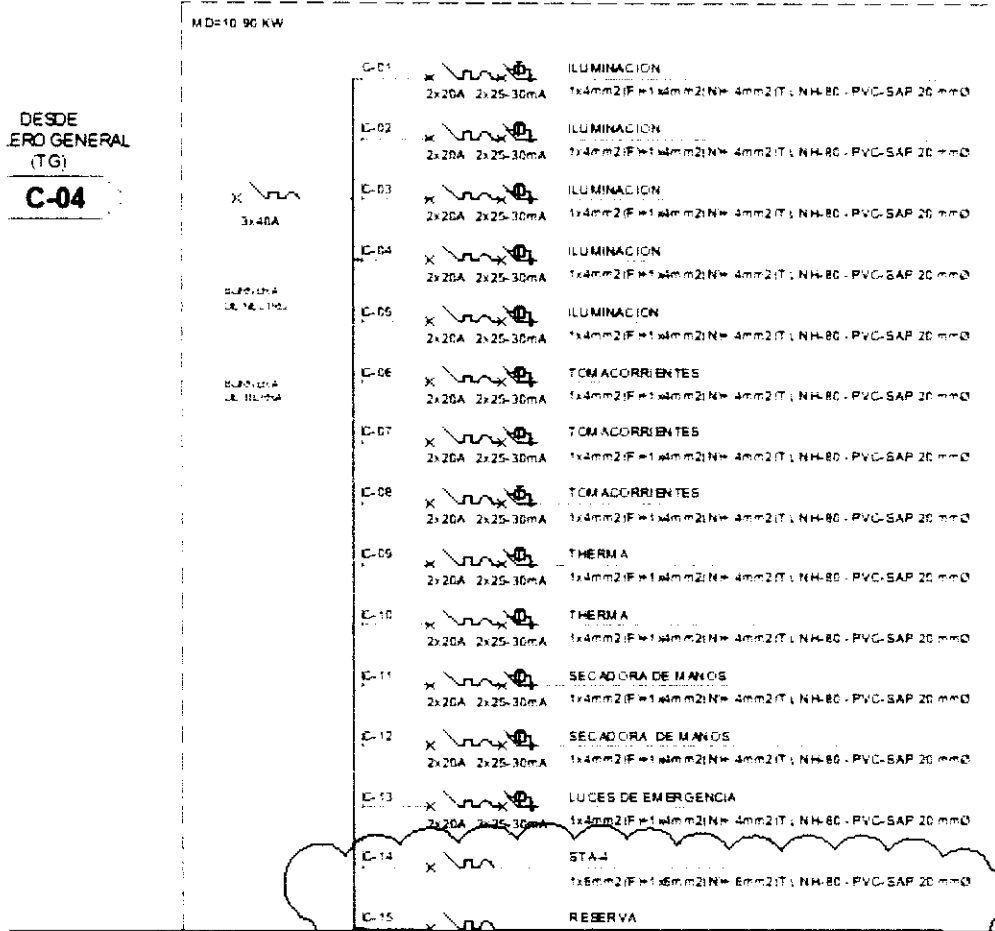 MD=10.90 KW
DESDE
ERO GENERAL
(TG)
C-04
3x40A
C-01 ILUMINACION
2x20A 2x25-30mA 1x4mm2(F)+1x4mm2(N)+ 4mm2(T) NH-80 - PVC-SAP 20 mmØ
C-02 ILUMINACION
2x20A 2x25-30mA 1x4mm2(F)+1x4mm2(N)+ 4mm2(T) NH-80 - PVC-SAP 20 mmØ
C-03 ILUMINACION
2x20A 2x25-30mA 1x4mm2(F)+1x4mm2(N)+ 4mm2(T) NH-80 - PVC-SAP 20 mmØ
C-04 ILUMINACION
2x20A 2x25-30mA 1x4mm2(F)+1x4mm2(N)+ 4mm2(T) NH-80 - PVC-SAP 20 mmØ
C-05 ILUMINACION
2x20A 2x25-30mA 1x4mm2(F)+1x4mm2(N)+ 4mm2(T) NH-80 - PVC-SAP 20 mmØ
C-06 TOMACORRIENTES
2x20A 2x25-30mA 1x4mm2(F)+1x4mm2(N)+ 4mm2(T) NH-80 - PVC-SAP 20 mmØ
C-07 TOMACORRIENTES
2x20A 2x25-30mA 1x4mm2(F)+1x4mm2(N)+ 4mm2(T) NH-80 - PVC-SAP 20 mmØ
C-08 TOMACORRIENTES
2x20A 2x25-30mA 1x4mm2(F)+1x4mm2(N)+ 4mm2(T) NH-80 - PVC-SAP 20 mmØ
C-09 THERMA
2x20A 2x25-30mA 1x4mm2(F)+1x4mm2(N)+ 4mm2(T) NH-80 - PVC-SAP 20 mmØ
C-10 THERMA
2x20A 2x25-30mA 1x4mm2(F)+1x4mm2(N)+ 4mm2(T) NH-80 - PVC-SAP 20 mmØ
C-11 SECADORA DE MANOS
2x20A 2x25-30mA 1x4mm2(F)+1x4mm2(N)+ 4mm2(T) NH-80 - PVC-SAP 20 mmØ
C-12 SECADORA DE MANOS
2x20A 2x25-30mA 1x4mm2(F)+1x4mm2(N)+ 4mm2(T) NH-80 - PVC-SAP 20 mmØ
C-13 LUCES DE EMERGENCIA
2x20A 2x25-30mA 1x4mm2(F)+1x4mm2(N)+ 4mm2(T) NH-80 - PVC-SAP 20 mmØ
C-14 STA-4
1x6mm2(F)+1x6mm2(N)+ 6mm2(T) NH-80 - PVC-SAP 20 mmØ
C-15 RESERVA